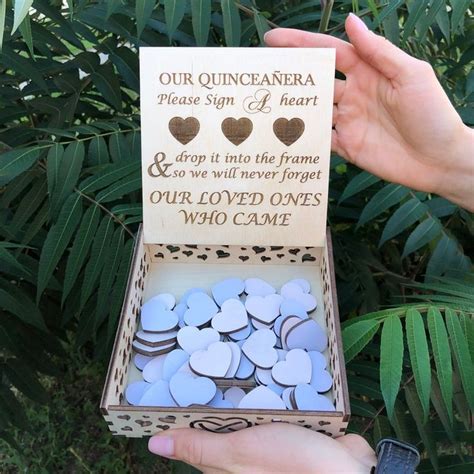 OUR QUINCEAÑERA
Please Sign A heart
& drop it into the frame
so we will never forget
OUR LOVED ONES
WHO CAME